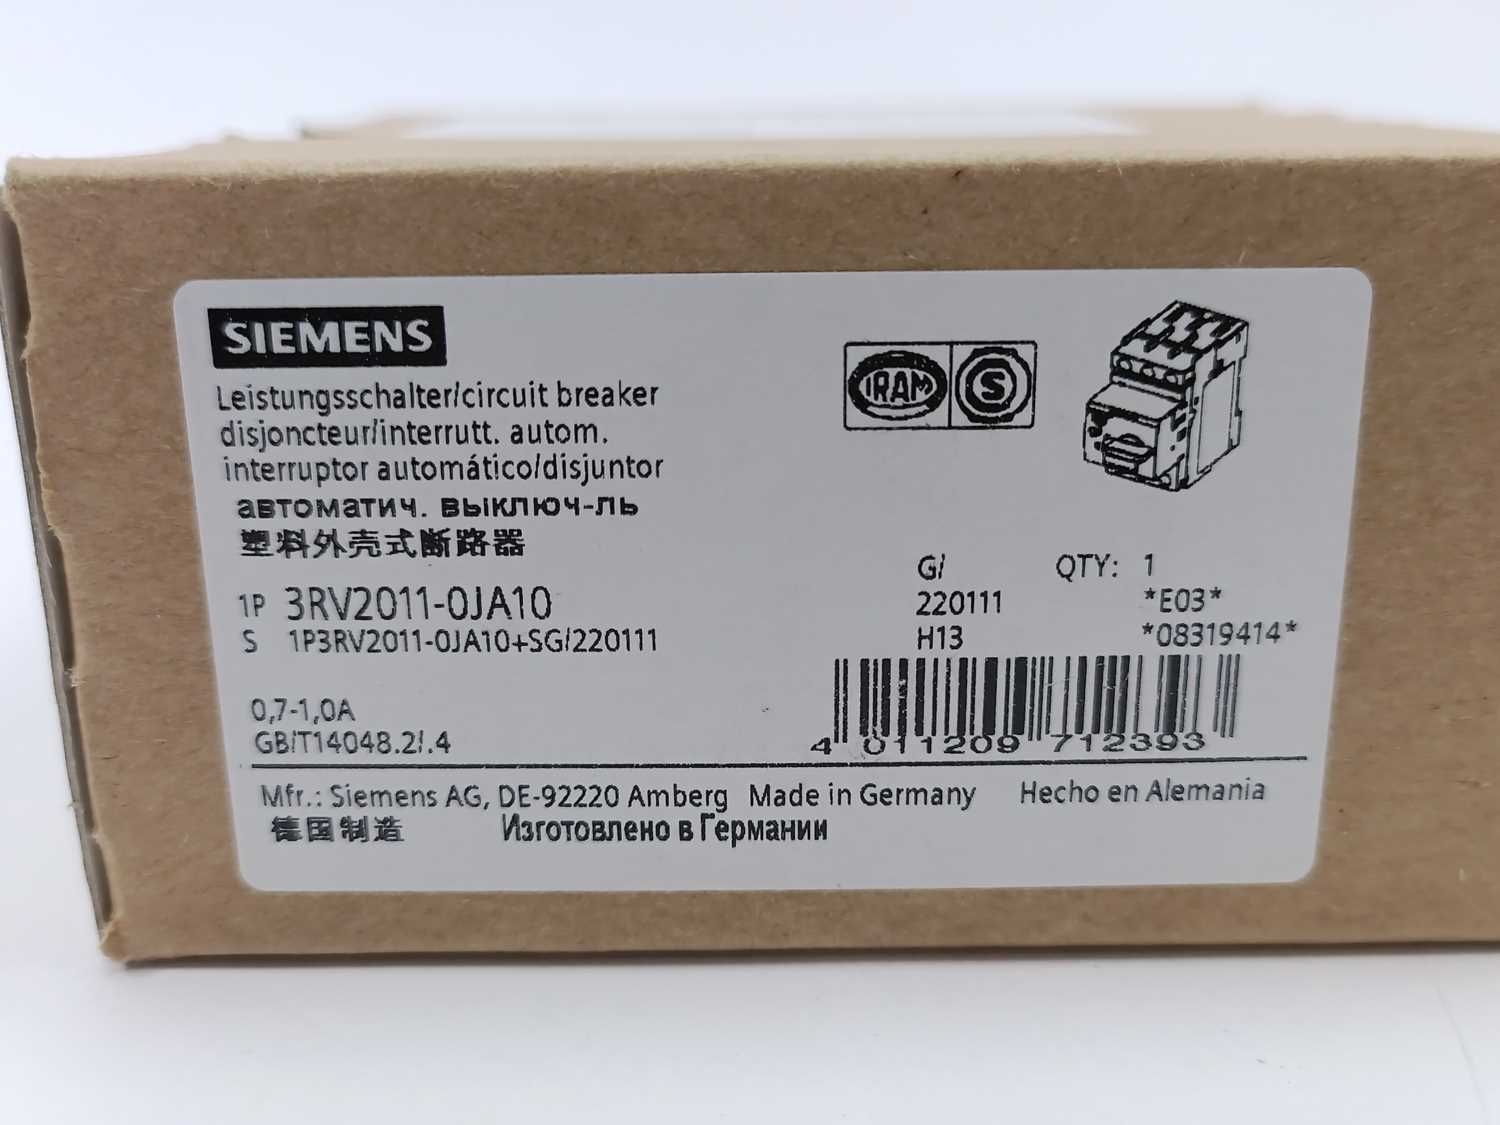 SIEMENS
Leistungsschalter/circuit breaker
disjoncteur/interrutt. autom.
interruptor automático/disjuntor
автоматич. выключ-ль
塑料外壳式断路器
IRAM S
1P 3RV2011-0JA10
S 1P3RV2011-0JA10+SG/220111
G/ QTY: 1
220111 *E03*
H13 *08319414*
4 011209 712393
0,7-1,0A
GB/T14048.2/.4
Mfr.: Siemens AG, DE-92220 Amberg Made in Germany Hecho en Alemania
德国制造 Изготовлено в Германии